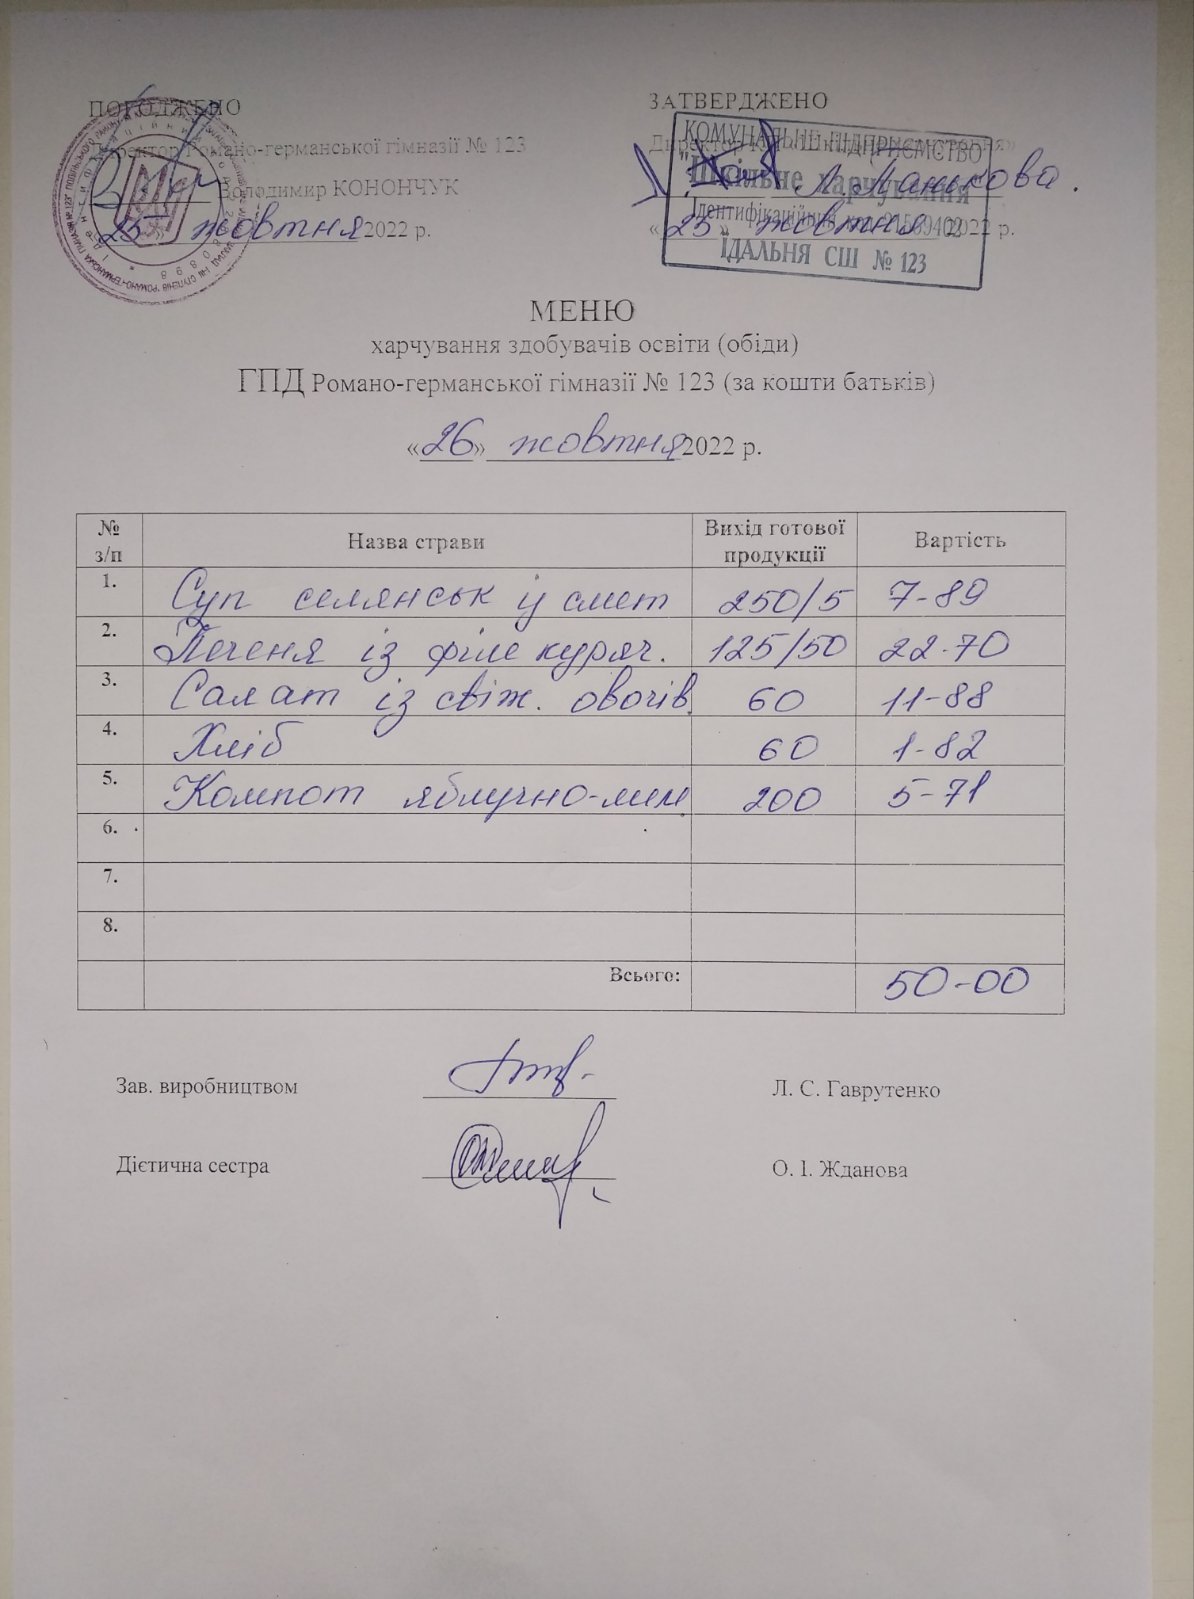 ПОГОДЖЕНО
Директор Романо-германської гімназії № 123
Володимир КОНОНЧУК
«25» жовтня 2022 р.
ЗАТВЕРДЖЕНО
Директор
КОМУНАЛЬНЕ ПІДПРИЄМСТВО
"Шкільне харчування"
Л. Манькова.
Ідентифікаційний
«25» жовтня 2022 р.
ЇДАЛЬНЯ СШ № 123
МЕНЮ
харчування здобувачів освіти (обіди)
ГПД Романо-германської гімназії № 123 (за кошти батьків)
«26» жовтня 2022 р.
№ з/п Назва страви Вихід готової продукції Вартість
1. Суп селянськ із смет 250/5 7-89
2. Печеня із філе куряч. 125/50 22-70
3. Салат із свіж. овочів. 60 11-88
4. Хліб 60 1-82
5. Компот яблучно-лим 200 5-71
6.
7.
8.
Всього: 50-00
Зав. виробництвом Л. С. Гаврутенко
Дієтична сестра О. І. Жданова